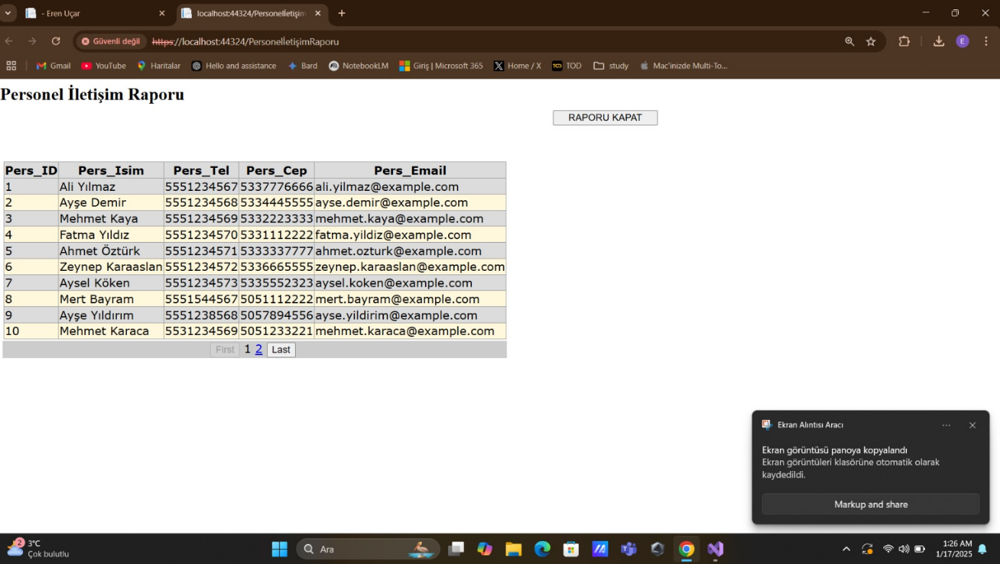 - Eren Uçar
localhost:44324/Personelİletişim
Güvenli değil https://localhost:44324/PersonelİletişimRaporu
Gmail YouTube Haritalar Hello and assistance Bard NotebookLM Giriş | Microsoft 365 Home / X TOD study Mac'inizde Multi-To...
Personel İletişim Raporu
RAPORU KAPAT
Pers_ID Pers_Isim Pers_Tel Pers_Cep Pers_Email
1 Ali Yılmaz 5551234567 5337776666 ali.yilmaz@example.com
2 Ayşe Demir 5551234568 5334445555 ayse.demir@example.com
3 Mehmet Kaya 5551234569 5332223333 mehmet.kaya@example.com
4 Fatma Yıldız 5551234570 5331112222 fatma.yildiz@example.com
5 Ahmet Öztürk 5551234571 5333337777 ahmet.ozturk@example.com
6 Zeynep Karaaslan 5551234572 5336665555 zeynep.karaaslan@example.com
7 Aysel Köken 5551234573 5335552323 aysel.koken@example.com
8 Mert Bayram 5551544567 5051112222 mert.bayram@example.com
9 Ayşe Yıldırım 5551238568 5057894556 ayse.yildirim@example.com
10 Mehmet Karaca 5531234569 5051233221 mehmet.karaca@example.com
First 1 2 Last
Ekran Alıntısı Aracı
Ekran görüntüsü panoya kopyalandı
Ekran görüntüleri klasörüne otomatik olarak
kaydedildi.
Markup and share
2 3°C
Çok bulutlu
Ara
1:26 AM
1/17/2025